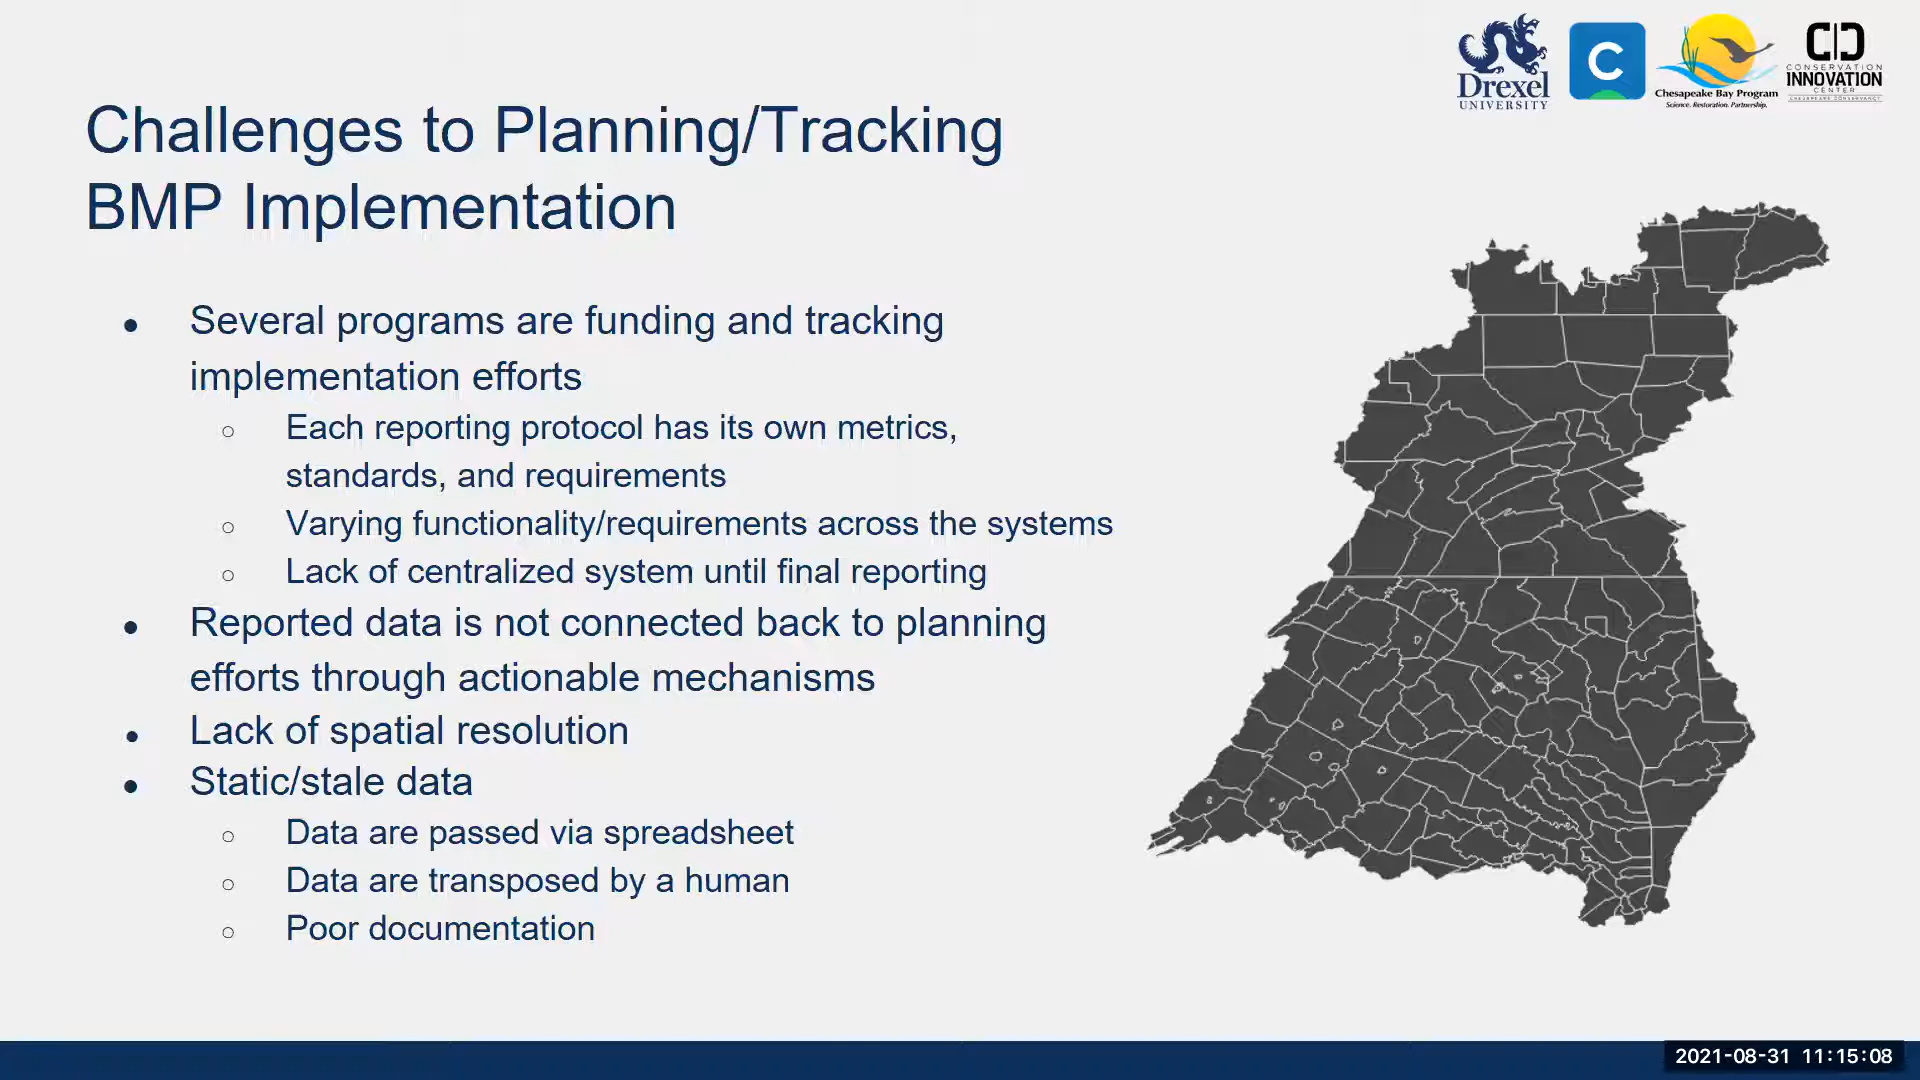 Drexel
UNIVERSITY
C
Chesapeake Bay Program
Science. Restoration. Partnership.
CONSERVATION
INNOVATION
CENTER
CHESAPEAKE CONSERVANCY
Challenges to Planning/Tracking
BMP Implementation
● Several programs are funding and tracking
implementation efforts
○ Each reporting protocol has its own metrics,
standards, and requirements
○ Varying functionality/requirements across the systems
○ Lack of centralized system until final reporting
● Reported data is not connected back to planning
efforts through actionable mechanisms
● Lack of spatial resolution
● Static/stale data
○ Data are passed via spreadsheet
○ Data are transposed by a human
○ Poor documentation
2021-08-31 11:15:08